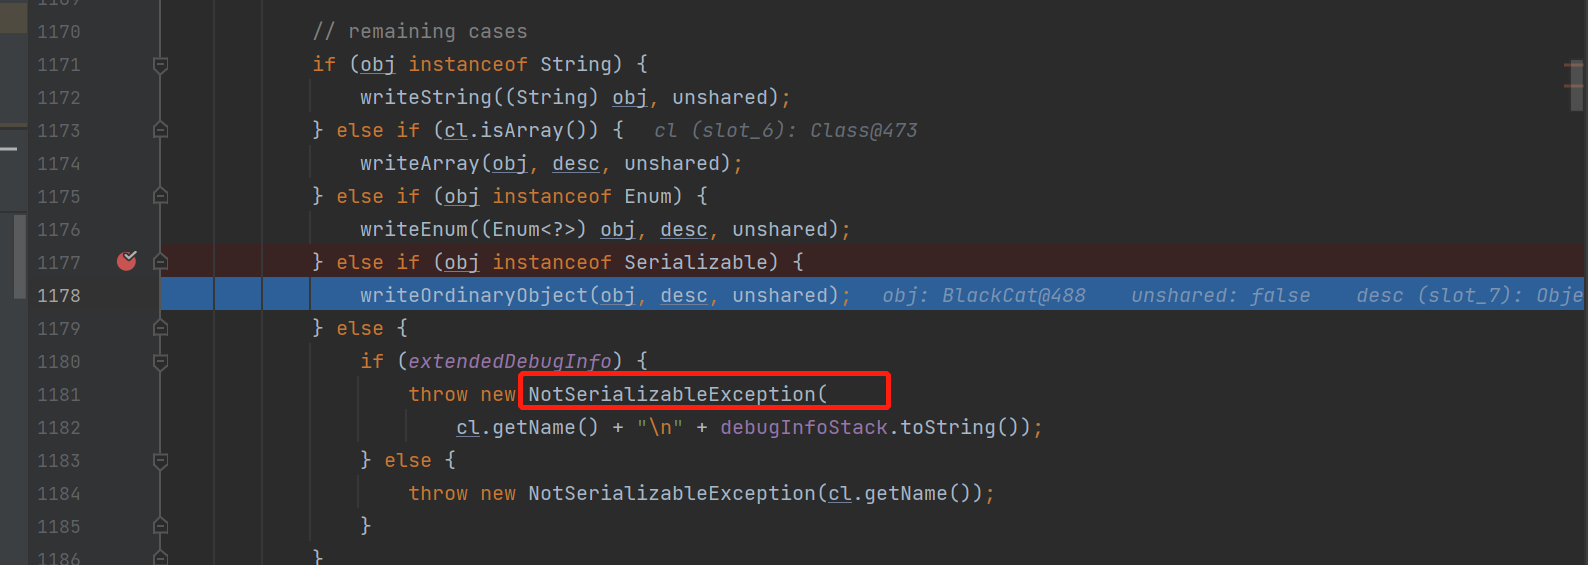 1169
1170 // remaining cases
1171 if (obj instanceof String) {
1172 writeString((String) obj, unshared);
1173 } else if (cl.isArray()) { cl (slot_6): Class@473
1174 writeArray(obj, desc, unshared);
1175 } else if (obj instanceof Enum) {
1176 writeEnum((Enum<?>) obj, desc, unshared);
1177 } else if (obj instanceof Serializable) {
1178 writeOrdinaryObject(obj, desc, unshared); obj: BlackCat@488 unshared: false desc (slot_7): Obje
1179 } else {
1180 if (extendedDebugInfo) {
1181 throw new NotSerializableException(
1182 cl.getName() + "\n" + debugInfoStack.toString());
1183 } else {
1184 throw new NotSerializableException(cl.getName());
1185 }
1186 }